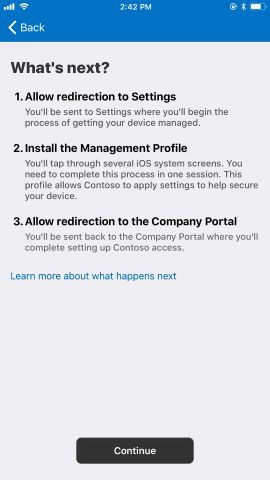 2:42 PM
Back
What's next?
1. Allow redirection to Settings
You'll be sent to Settings where you'll begin the
process of getting your device managed.
2. Install the Management Profile
You'll tap through several iOS system screens. You
need to complete this process in one session. This
profile allows Contoso to apply settings to help secure
your device.
3. Allow redirection to the Company Portal
You'll be sent back to the Company Portal where you'll
complete setting up Contoso access.
Learn more about what happens next
Continue